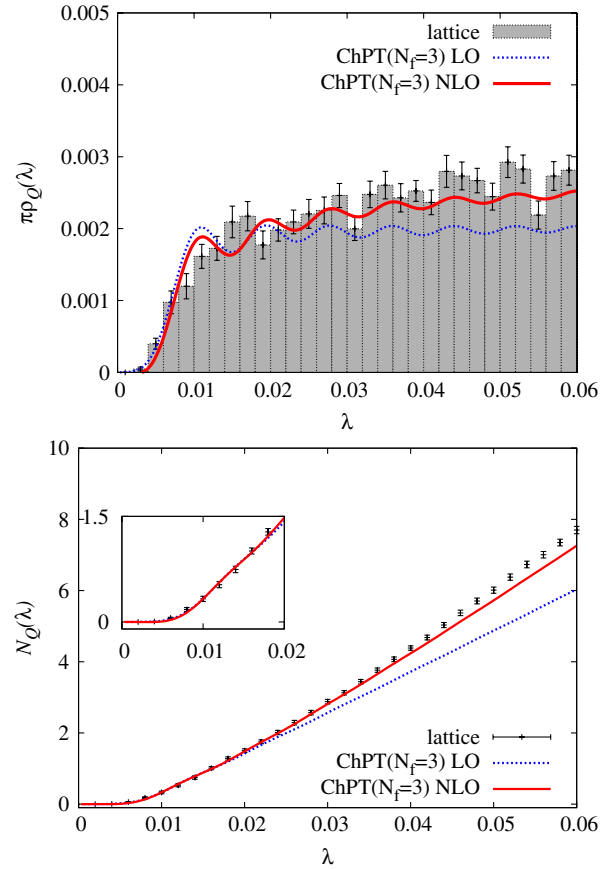 0.005
0.004
0.003
0.002
0.001
0
πρ_Q(λ)
lattice
ChPT(N_f=3) LO
ChPT(N_f=3) NLO
0 0.01 0.02 0.03 0.04 0.05 0.06
λ
10
8
6
4
2
0
N_Q(λ)
1.5
0
0 0.01 0.02
lattice
ChPT(N_f=3) LO
ChPT(N_f=3) NLO
0 0.01 0.02 0.03 0.04 0.05 0.06
λ